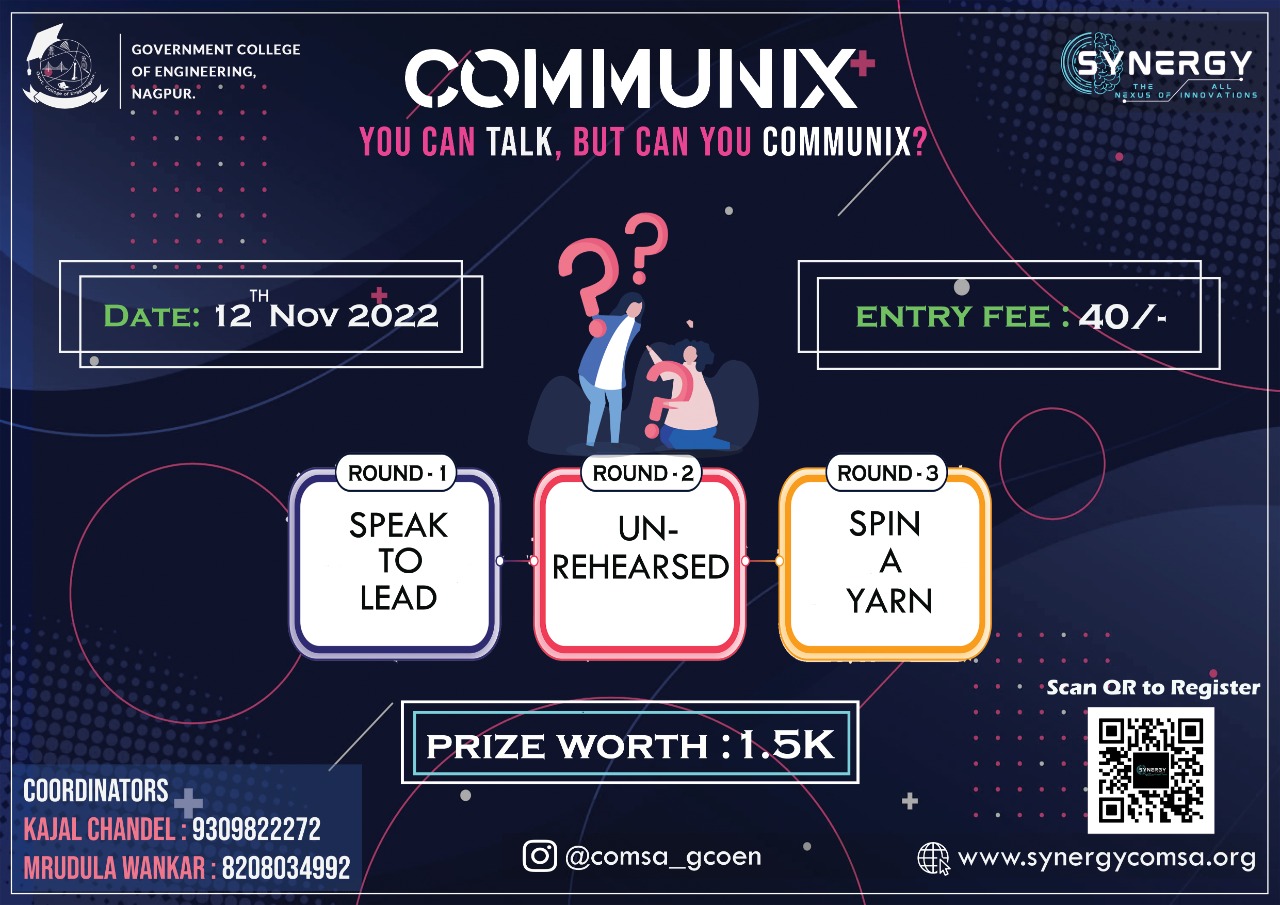 GOVERNMENT COLLEGE
OF ENGINEERING,
NAGPUR.
COMMUNIX
YOU CAN TALK, BUT CAN YOU COMMUNIX?
SYNERGY
THE ALL
NEXUS OF INNOVATIONS
DATE: 12TH NOV 2022
ENTRY FEE : 40/-
ROUND - 1
SPEAK
TO
LEAD
ROUND - 2
UN-
REHEARSED
ROUND - 3
SPIN
A
YARN
PRIZE WORTH : 1.5K
Scan QR to Register
SYNERGY
COORDINATORS
KAJAL CHANDEL : 9309822272
MRUDULA WANKAR : 8208034992
@comsa_gcoen
www.synergycomsa.org